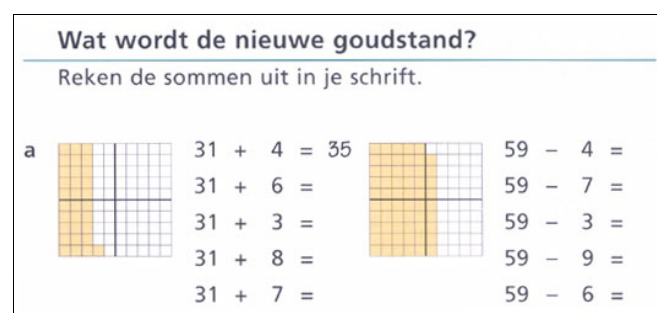 Wat wordt de nieuwe goudstand?
Reken de sommen uit in je schrift.
a
31 + 4 = 35
31 + 6 =
31 + 3 =
31 + 8 =
31 + 7 =
59 – 4 =
59 – 7 =
59 – 3 =
59 – 9 =
59 – 6 =